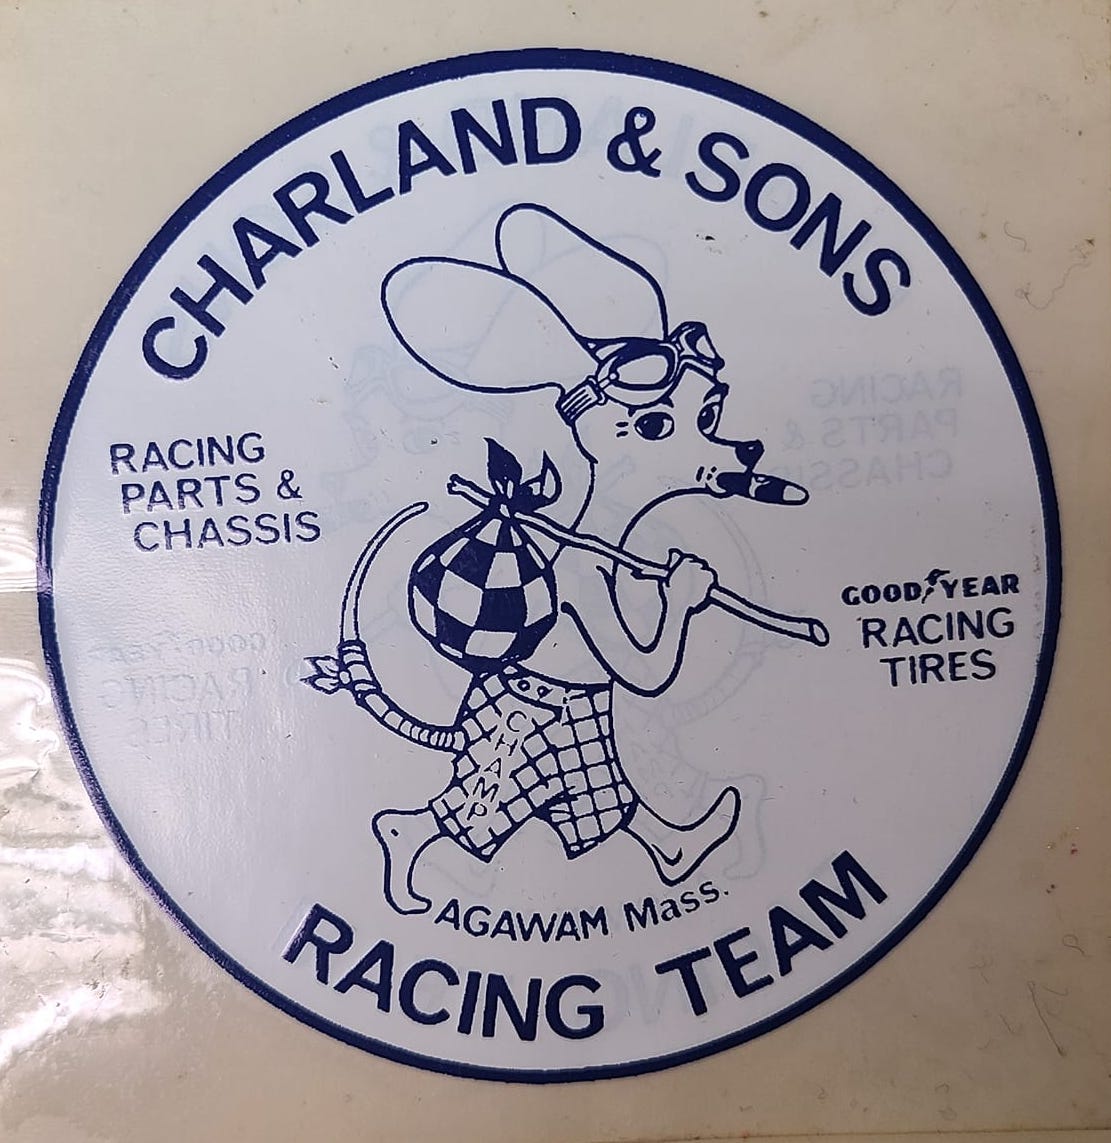 CHARLAND & SONS
RACING
PARTS &
CHASSIS
GOODYEAR
RACING
TIRES
CHAMP
AGAWAM Mass.
RACING TEAM